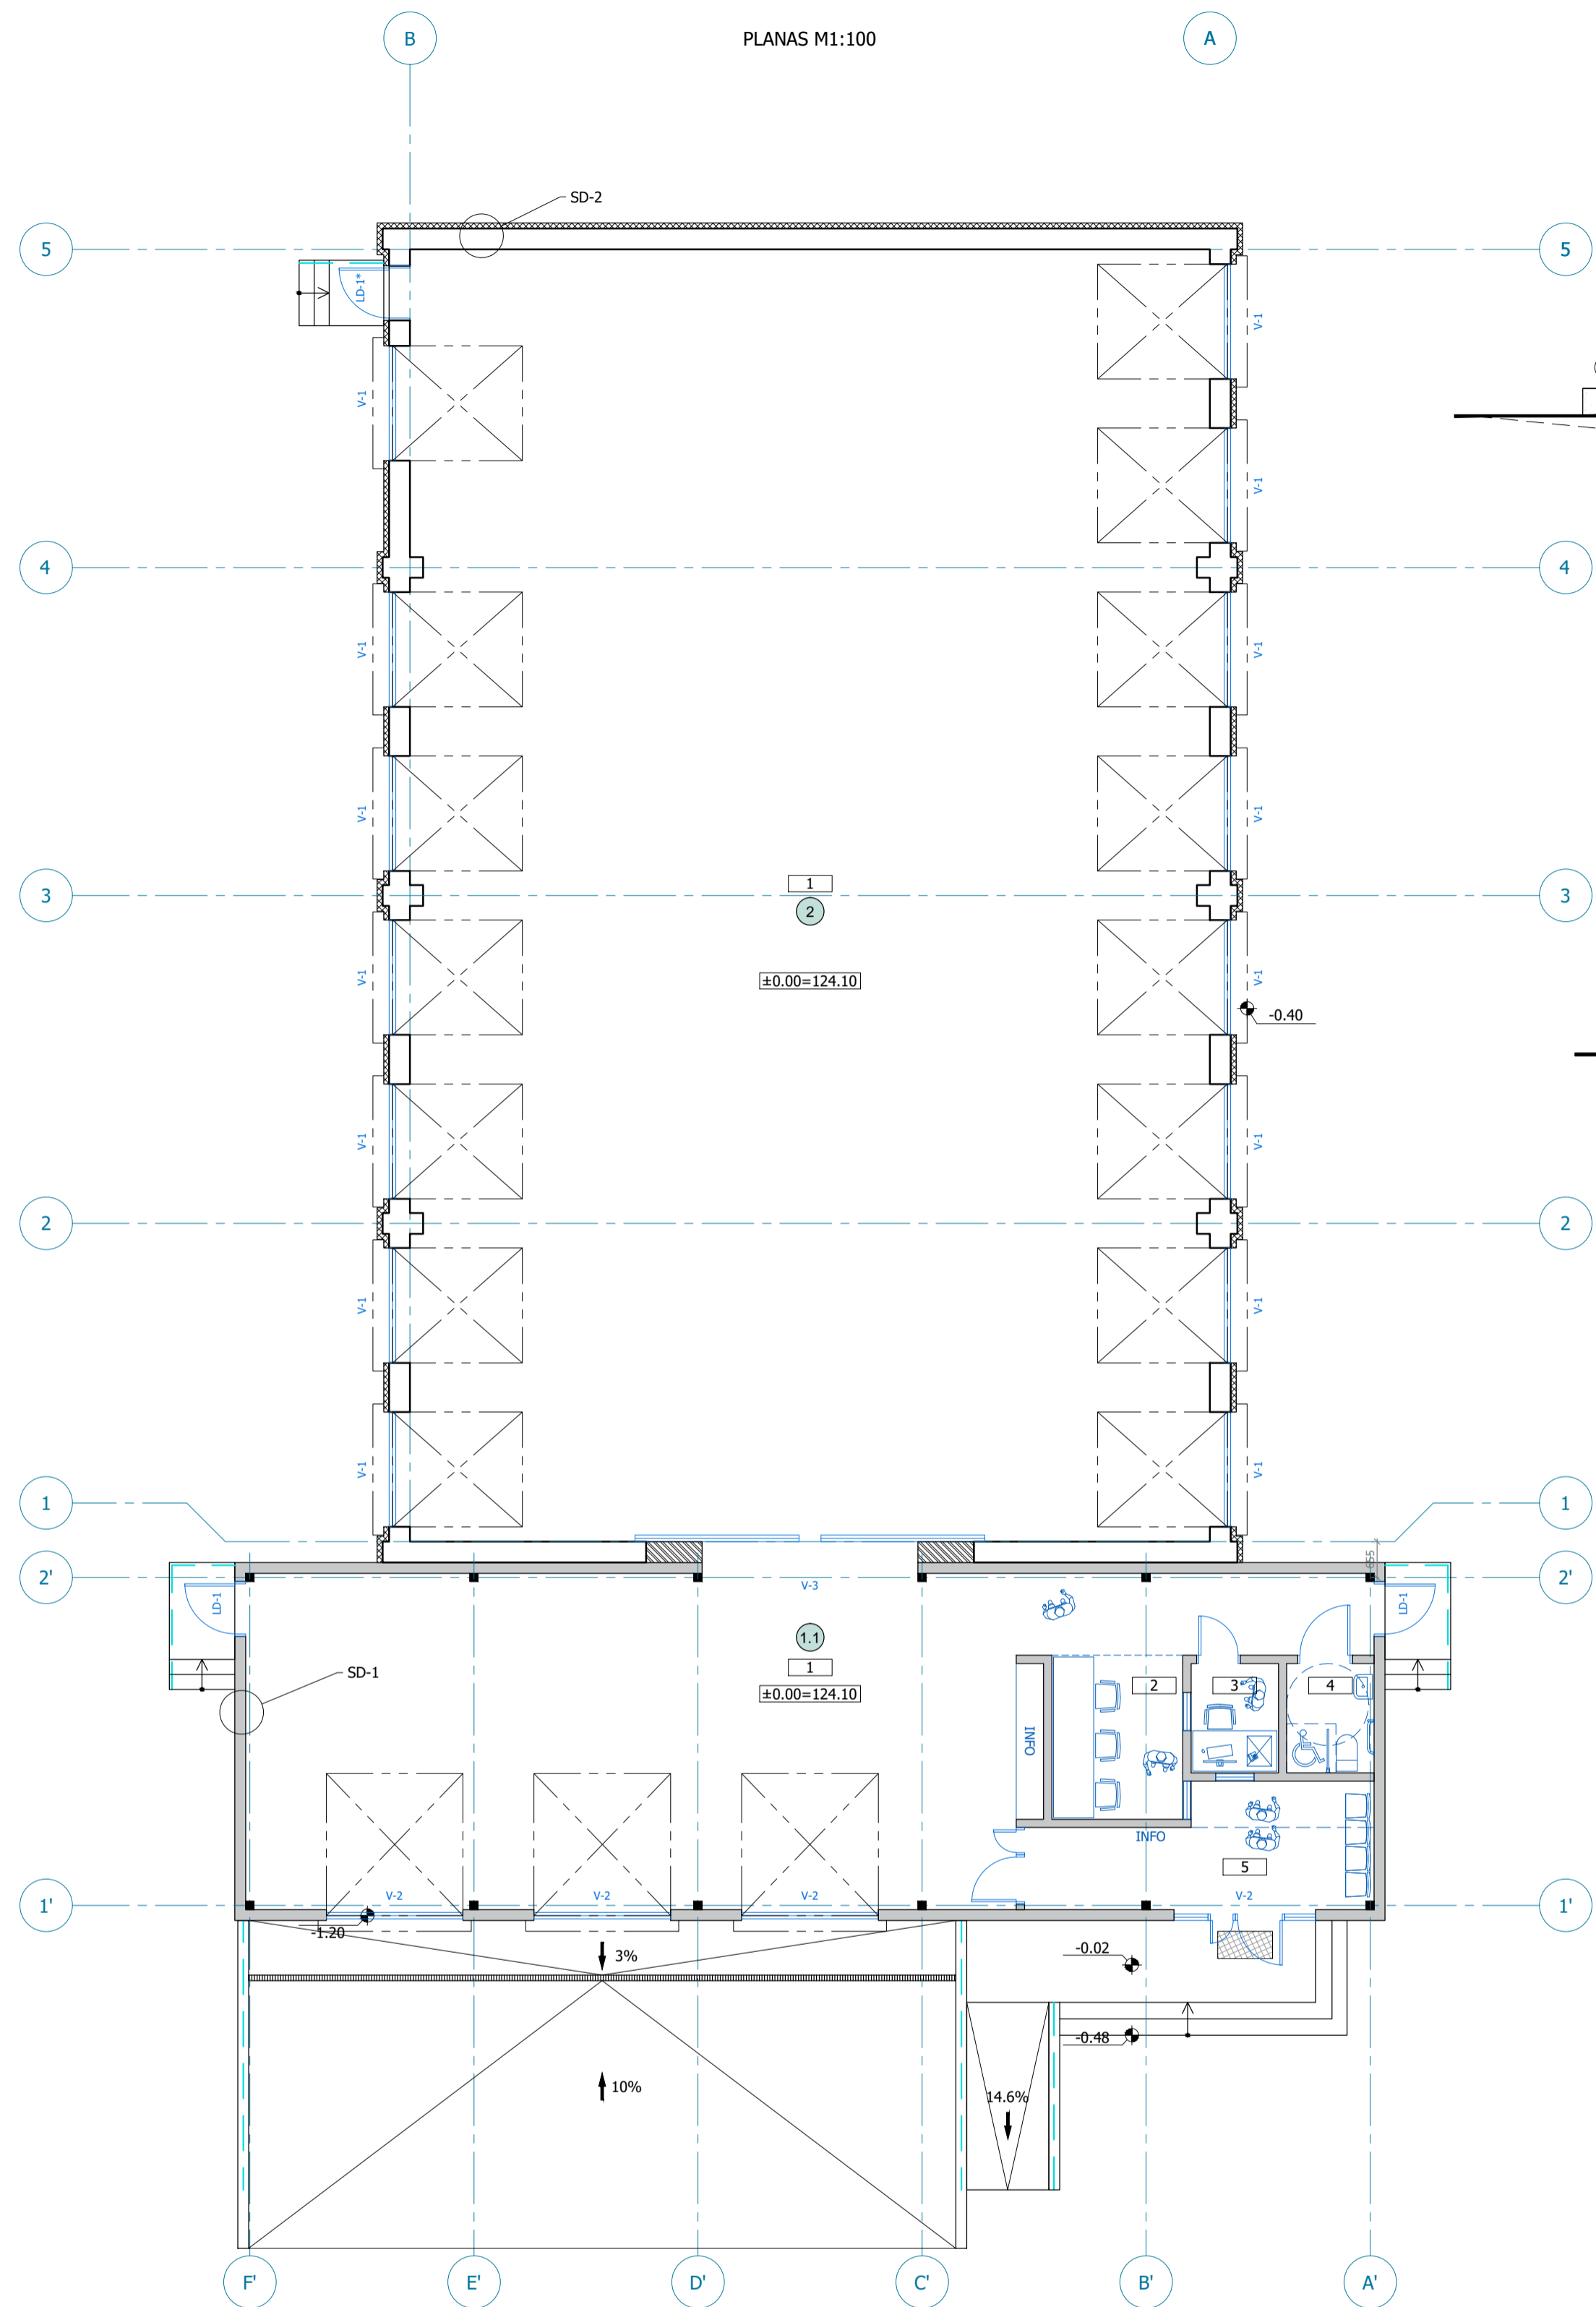 B
PLANAS M1:100
A
SD-2
5
5
LD-1*
V-1
V-1
V-1
4
4
V-1
V-1
V-1
V-1
1
3
3
2
±0.00=124.10
V-1
V-1
-0.40
V-1
V-1
2
2
V-1
V-1
V-1
V-1
1
1
655
2'
2'
V-3
LD-1
LD-1
1.1
1
SD-1
±0.00=124.10
2
3
4
INFO
INFO
5
V-2
V-2
V-2
V-2
1'
1'
-1.20
3%
-0.02
-0.48
10%
14.6%
F'
E'
D'
C'
B'
A'